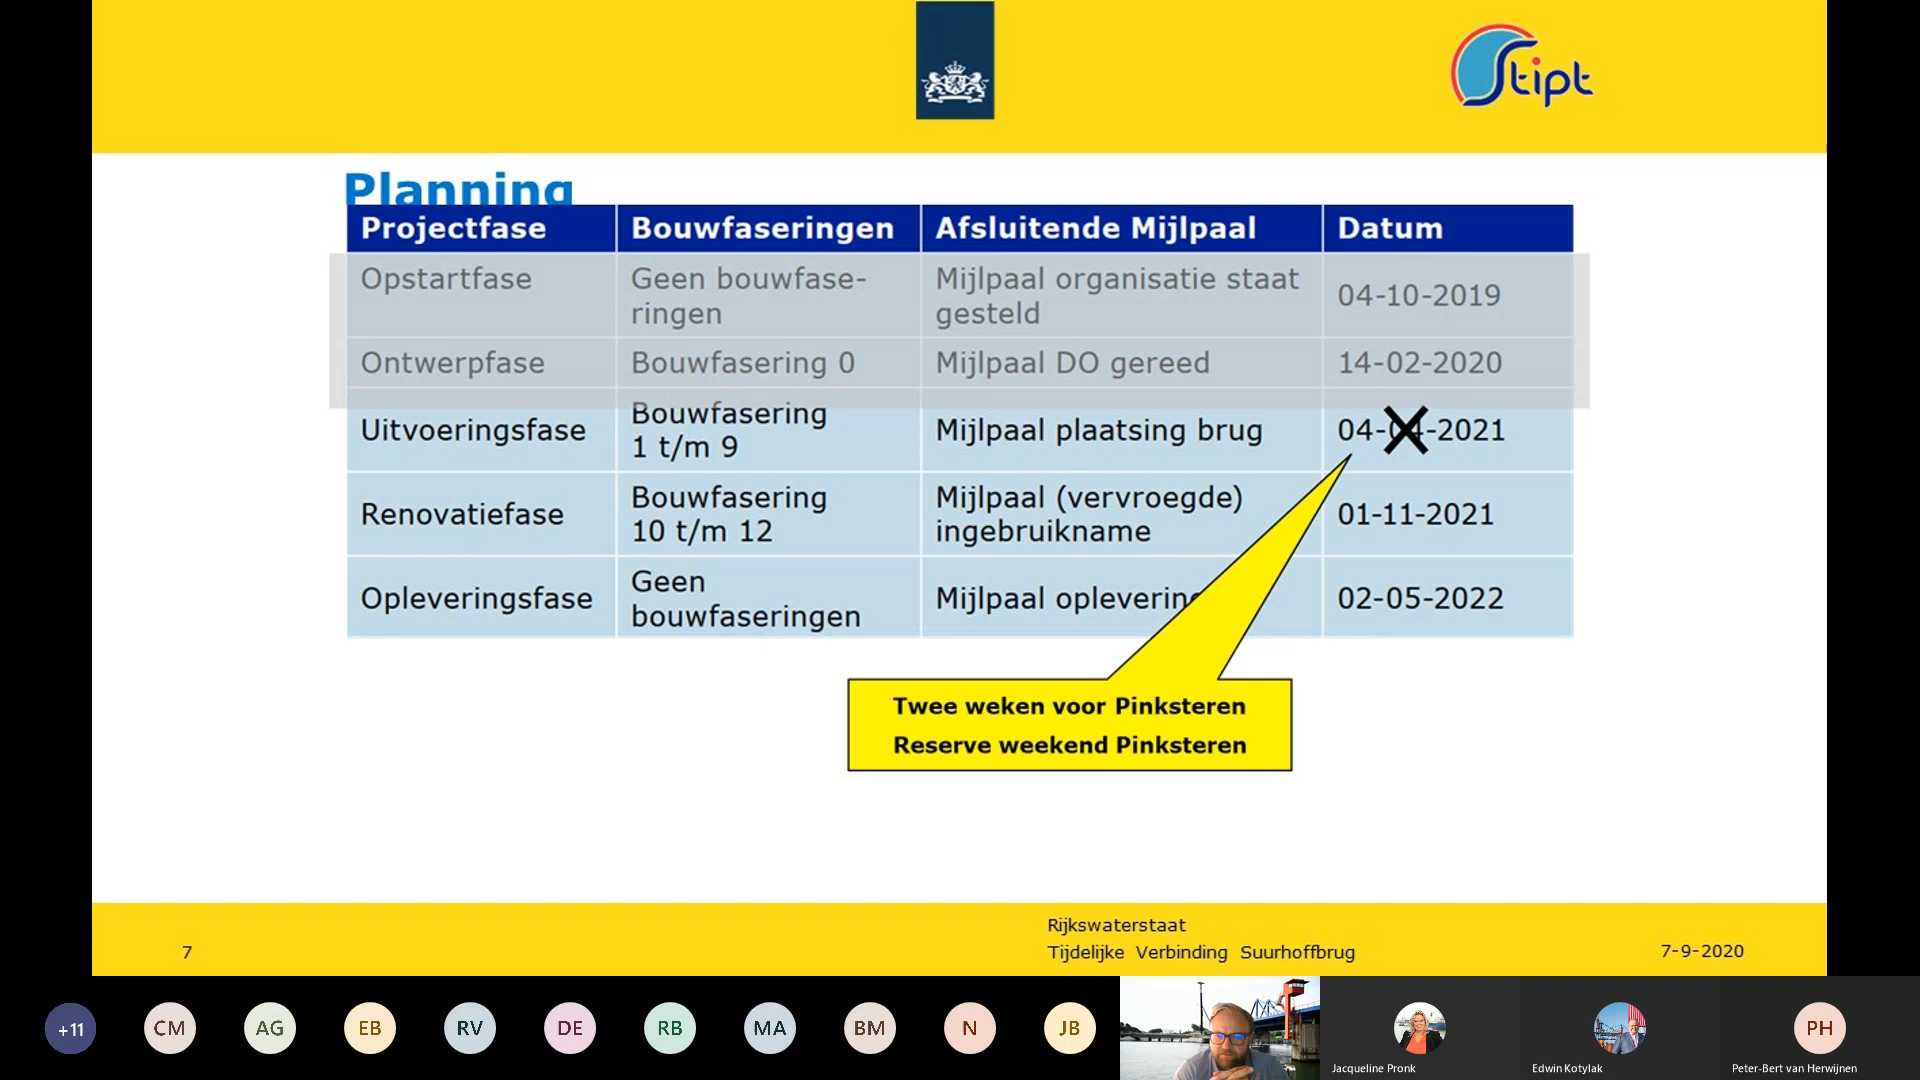 Stipt
Planning
Projectfase Bouwfaseringen Afsluitende Mijlpaal Datum
Opstartfase Geen bouwfase-
ringen Mijlpaal organisatie staat
gesteld 04-10-2019
Ontwerpfase Bouwfasering 0 Mijlpaal DO gereed 14-02-2020
Uitvoeringsfase Bouwfasering
1 t/m 9 Mijlpaal plaatsing brug 04-04-2021
Renovatiefase Bouwfasering
10 t/m 12 Mijlpaal (vervroegde)
ingebruikname 01-11-2021
Opleveringsfase Geen
bouwfaseringen Mijlpaal oplevering 02-05-2022
Twee weken voor Pinksteren
Reserve weekend Pinksteren
7
Rijkswaterstaat
Tijdelijke Verbinding Suurhoffbrug
7-9-2020
+11 CM AG EB RV DE RB MA BM N JB PH
Jacqueline Pronk Edwin Kotylak Peter-Bert van Herwijnen